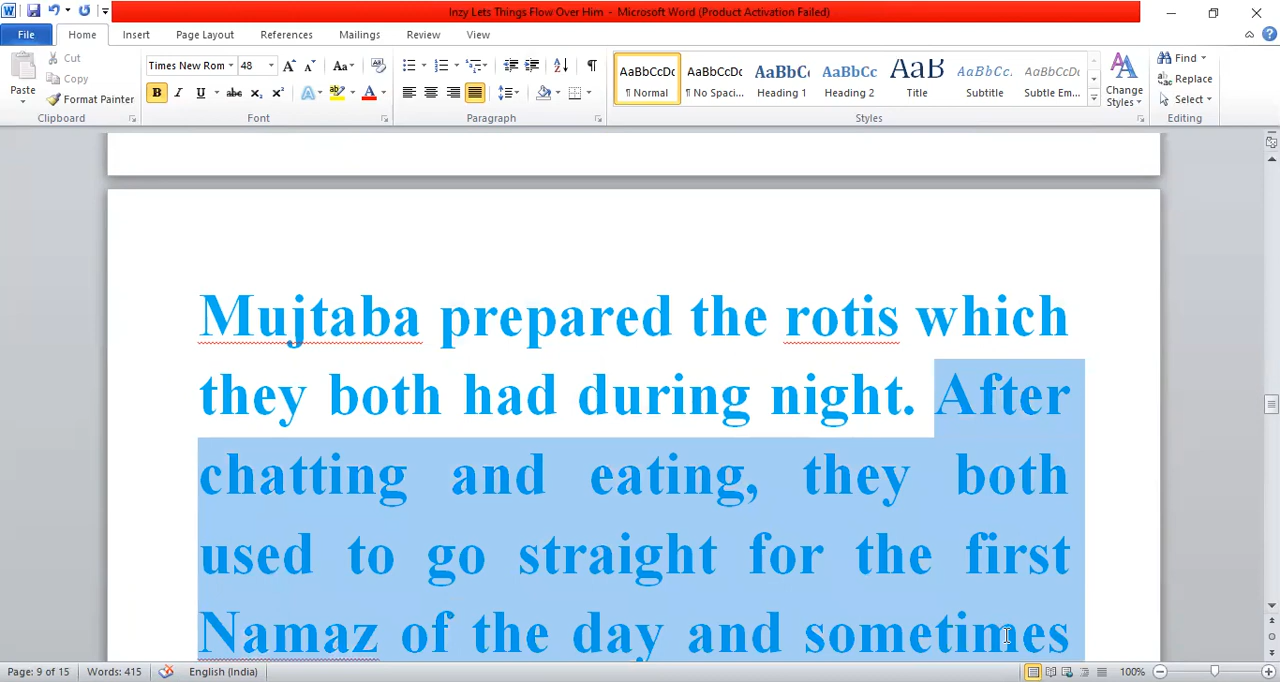 Inzy Lets Things Flow Over Him - Microsoft Word (Product Activation Failed)
File Home Insert Page Layout References Mailings Review View
Paste
Cut
Copy
Format Painter
Clipboard
Times New Rom 48
Font
Paragraph
AaBbCcDc AaBbCcDc AaBbC AaBbCc AaB AaBbCc. AaBbCcDc
¶ Normal ¶ No Spaci... Heading 1 Heading 2 Title Subtitle Subtle Em...
Styles
Change Styles
Find
Replace
Select
Editing
Mujtaba prepared the rotis which
they both had during night. After
chatting and eating, they both
used to go straight for the first
Namaz of the day and sometimes
Page: 9 of 15 Words: 415 English (India) 100%